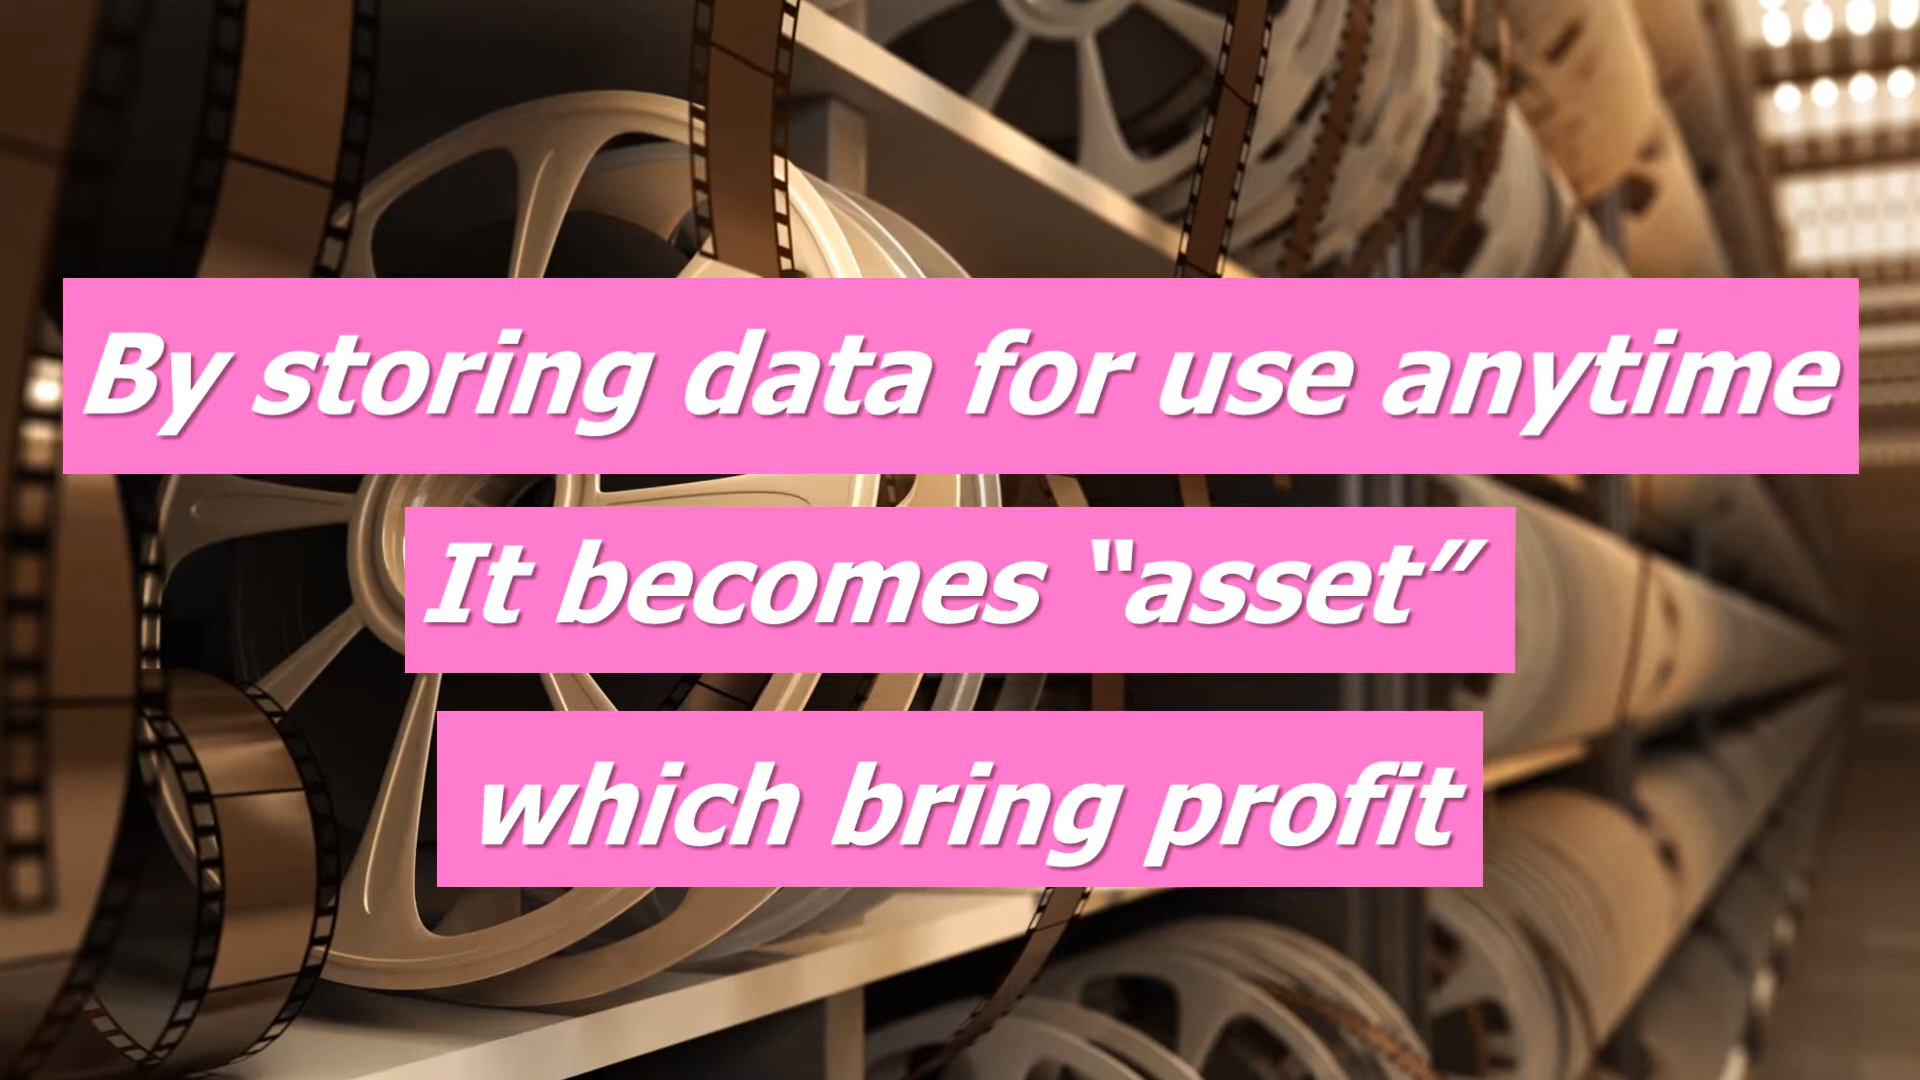 By storing data for use anytime
It becomes “asset”
which bring profit